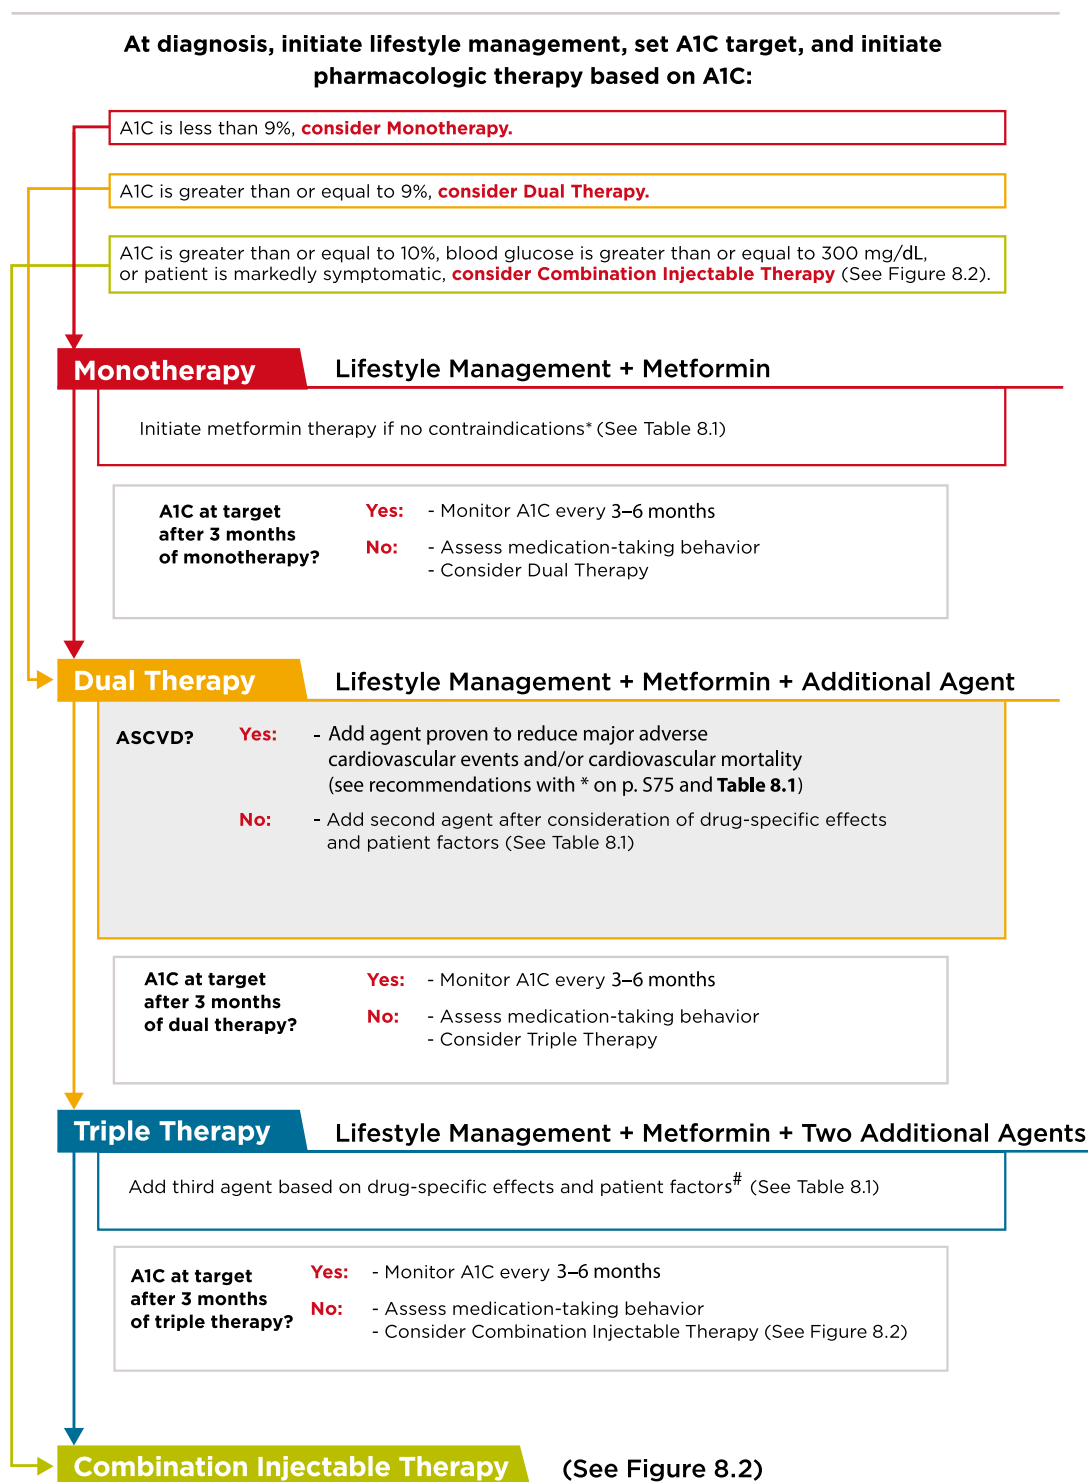 At diagnosis, initiate lifestyle management, set A1C target, and initiate
pharmacologic therapy based on A1C:
A1C is less than 9%, consider Monotherapy.
A1C is greater than or equal to 9%, consider Dual Therapy.
A1C is greater than or equal to 10%, blood glucose is greater than or equal to 300 mg/dL,
or patient is markedly symptomatic, consider Combination Injectable Therapy (See Figure 8.2).
Monotherapy Lifestyle Management + Metformin
Initiate metformin therapy if no contraindications* (See Table 8.1)
A1C at target
after 3 months
of monotherapy?
Yes: - Monitor A1C every 3–6 months
No: - Assess medication-taking behavior
- Consider Dual Therapy
Dual Therapy Lifestyle Management + Metformin + Additional Agent
ASCVD? Yes: - Add agent proven to reduce major adverse
cardiovascular events and/or cardiovascular mortality
(see recommendations with * on p. S75 and Table 8.1)
No: - Add second agent after consideration of drug-specific effects
and patient factors (See Table 8.1)
A1C at target
after 3 months
of dual therapy?
Yes: - Monitor A1C every 3–6 months
No: - Assess medication-taking behavior
- Consider Triple Therapy
Triple Therapy Lifestyle Management + Metformin + Two Additional Agents
Add third agent based on drug-specific effects and patient factors# (See Table 8.1)
A1C at target
after 3 months
of triple therapy?
Yes: - Monitor A1C every 3–6 months
No: - Assess medication-taking behavior
- Consider Combination Injectable Therapy (See Figure 8.2)
Combination Injectable Therapy (See Figure 8.2)